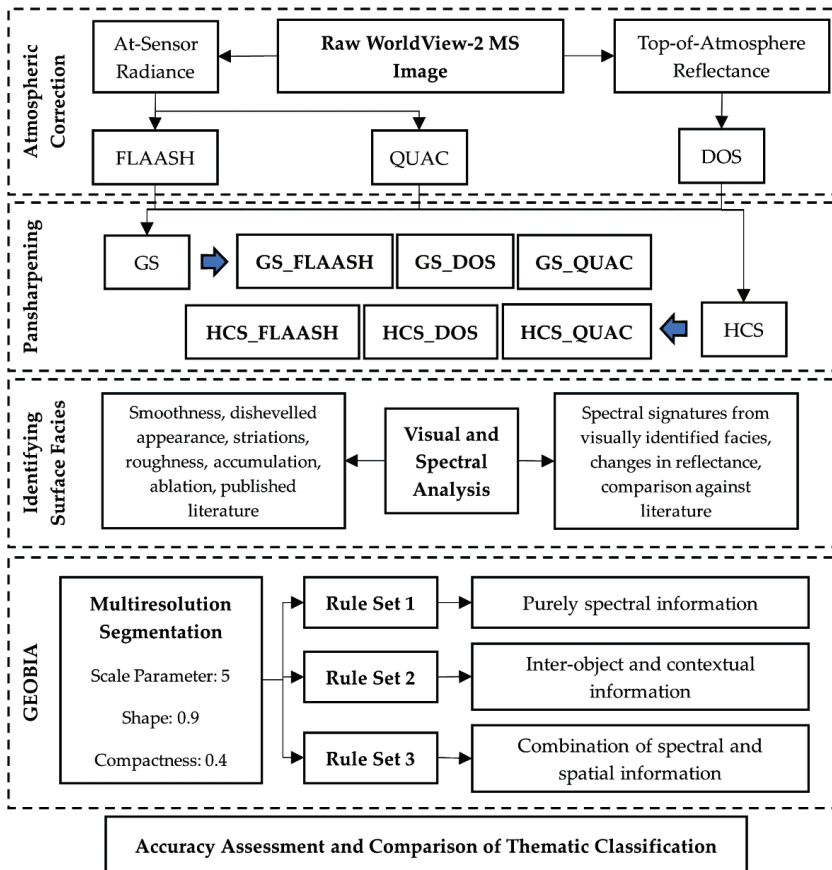 Atmospheric
Correction
At-Sensor
Radiance
Raw WorldView-2 MS
Image
Top-of-Atmosphere
Reflectance
FLAASH
QUAC
DOS
Pansharpening
GS
GS_FLAASH
GS_DOS
GS_QUAC
HCS_FLAASH
HCS_DOS
HCS_QUAC
HCS
Identifying
Surface Facies
Smoothness, dishevelled
appearance, striations,
roughness, accumulation,
ablation, published
literature
Visual and
Spectral
Analysis
Spectral signatures from
visually identified facies,
changes in reflectance,
comparison against
literature
GEOBIA
Multiresolution
Segmentation
Scale Parameter: 5
Shape: 0.9
Compactness: 0.4
Rule Set 1
Purely spectral information
Rule Set 2
Inter-object and contextual
information
Rule Set 3
Combination of spectral and
spatial information
Accuracy Assessment and Comparison of Thematic Classification